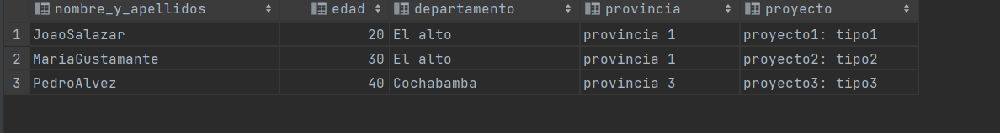 nombre_y_apellidos edad departamento provincia proyecto
1 JoaoSalazar 20 El alto provincia 1 proyecto1: tipo1
2 MariaGustamante 30 El alto provincia 1 proyecto2: tipo2
3 PedroAlvez 40 Cochabamba provincia 3 proyecto3: tipo3